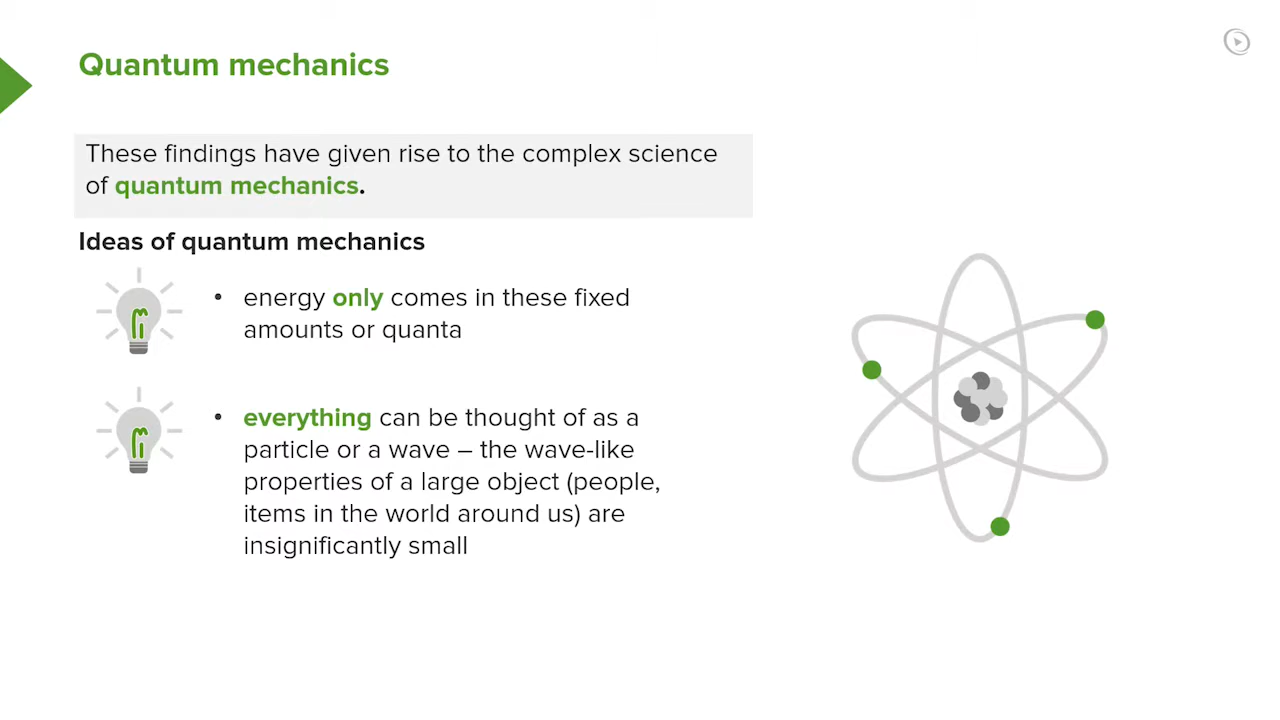 Quantum mechanics
These findings have given rise to the complex science
of quantum mechanics.
Ideas of quantum mechanics
• energy only comes in these fixed
amounts or quanta
• everything can be thought of as a
particle or a wave – the wave-like
properties of a large object (people,
items in the world around us) are
insignificantly small